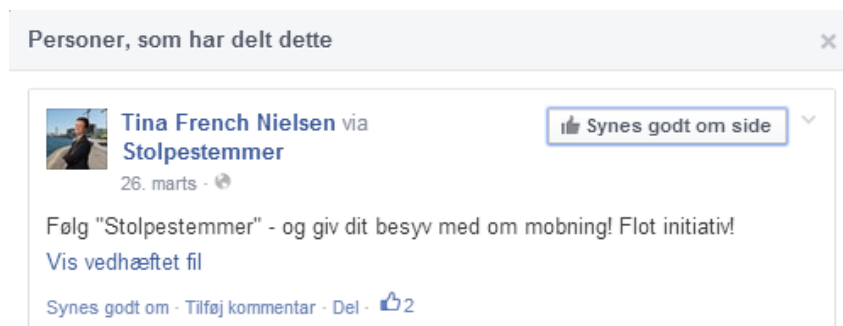 Personer, som har delt dette
Tina French Nielsen via
Stolpestemmer
Synes godt om side
26. marts ·
Følg "Stolpestemmer" - og giv dit besyv med om mobning! Flot initiativ!
Vis vedhæftet fil
Synes godt om · Tilføj kommentar · Del · 2